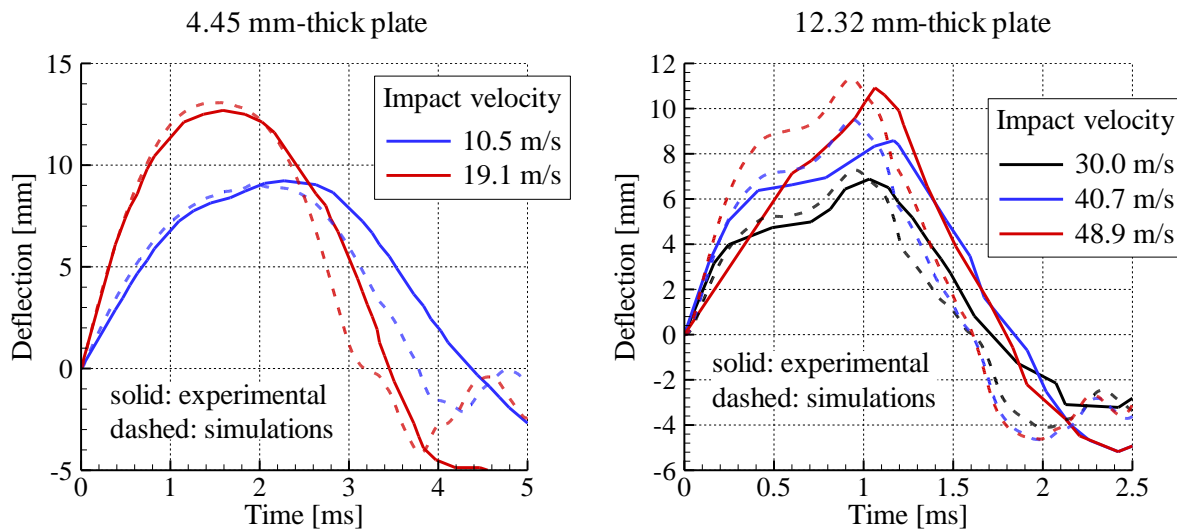 4.45 mm-thick plate
15
10
5
0
-5
Deflection [mm]
0 1 2 3 4 5
Time [ms]
Impact velocity
10.5 m/s
19.1 m/s
solid: experimental
dashed: simulations
12.32 mm-thick plate
12
10
8
6
4
2
0
-2
-4
-6
Deflection [mm]
0 0.5 1 1.5 2 2.5
Time [ms]
Impact velocity
30.0 m/s
40.7 m/s
48.9 m/s
solid: experimental
dashed: simulations